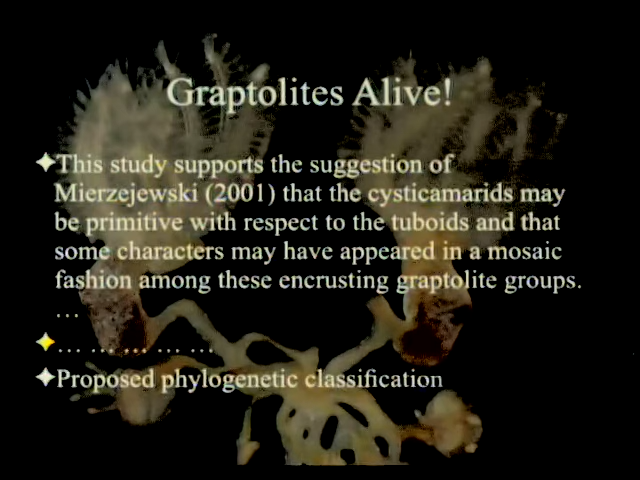 Graptolites Alive!
✦This study supports the suggestion of
Mierzejewski (2001) that the cysticamarids may
be primitive with respect to the tuboids and that
some characters may have appeared in a mosaic
fashion among these encrusting graptolite groups.
...
✦... ... ... ... ...
✦Proposed phylogenetic classification